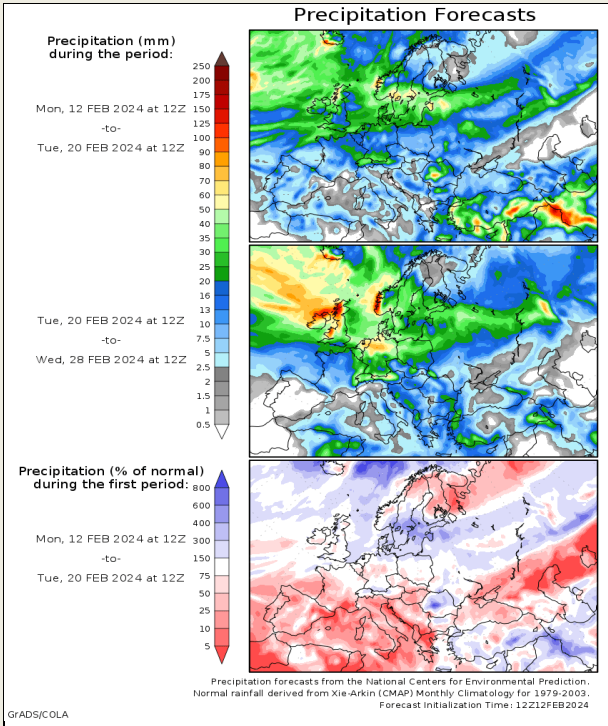 Precipitation Forecasts
Precipitation (mm)
during the period:
Mon, 12 FEB 2024 at 12Z
-to-
Tue, 20 FEB 2024 at 12Z
250
200
175
150
125
100
90
80
70
60
50
40
35
30
25
20
16
13
10
7.5
5
2.5
2
1.5
1
0.5
Tue, 20 FEB 2024 at 12Z
-to-
Wed, 28 FEB 2024 at 12Z
Precipitation (% of normal)
during the first period:
Mon, 12 FEB 2024 at 12Z
-to-
Tue, 20 FEB 2024 at 12Z
800
600
400
300
150
75
50
25
10
5
Precipitation forecasts from the National Centers for Environmental Prediction.
Normal rainfall derived from Xie-Arkin (CMAP) Monthly Climatology for 1979-2003.
Forecast Initialization Time: 12Z12FEB2024
GrADS/COLA